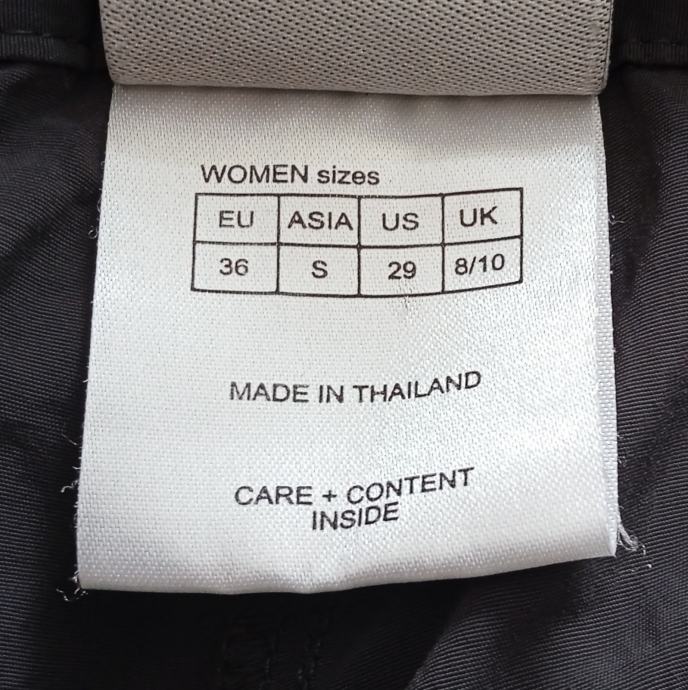 WOMEN sizes
EU ASIA US UK
36 S 29 8/10
MADE IN THAILAND
CARE + CONTENT
INSIDE